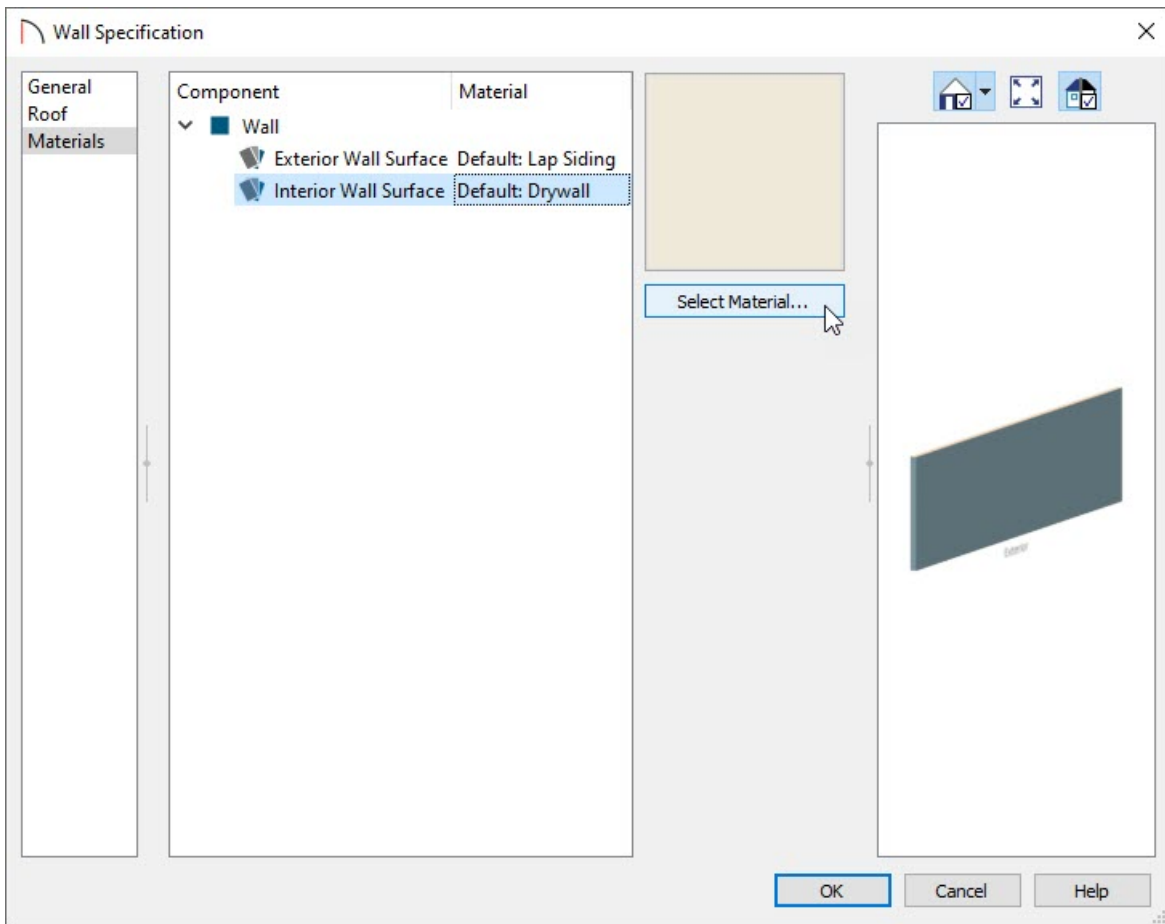 Wall Specification
General
Roof
Materials
Component Material
Wall
Exterior Wall Surface Default: Lap Siding
Interior Wall Surface Default: Drywall
Select Material...
Exterior
OK Cancel Help